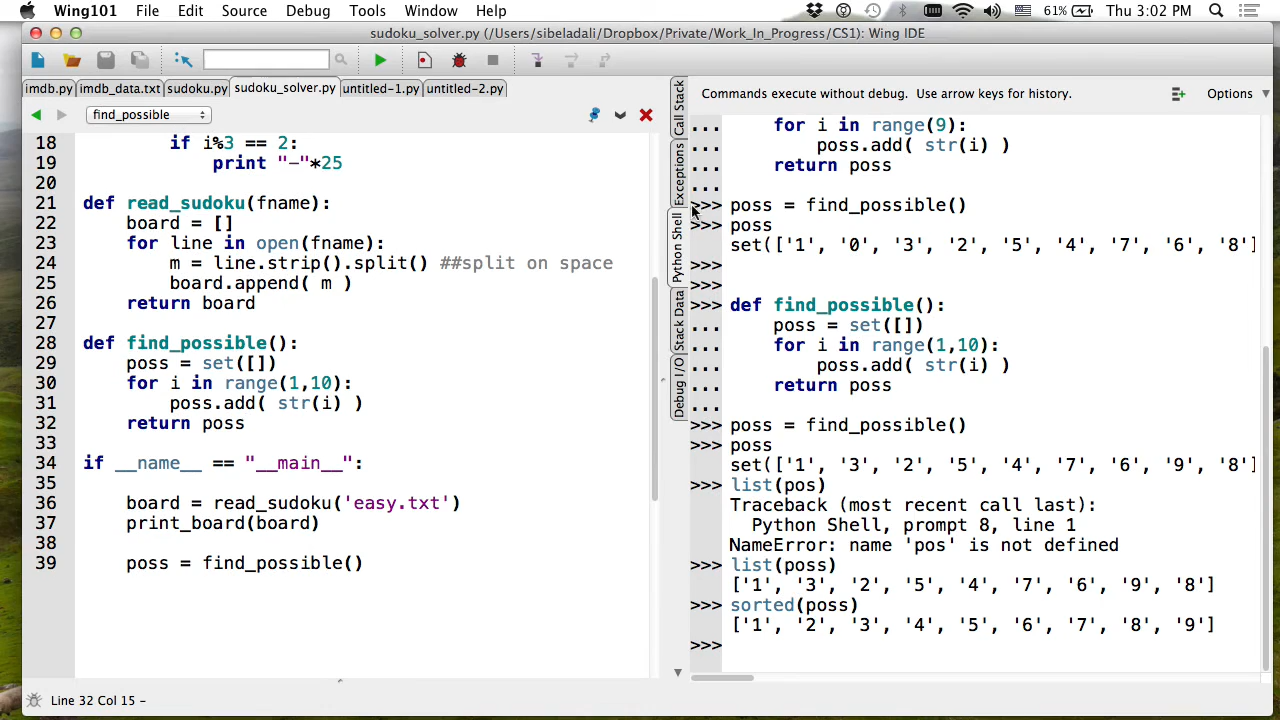 Wing101 File Edit Source Debug Tools Window Help 61% Thu 3:02 PM
sudoku_solver.py (/Users/sibeladali/Dropbox/Private/Work_In_Progress/CS1): Wing IDE
imdb.py imdb_data.txt sudoku.py sudoku_solver.py untitled-1.py untitled-2.py
find_possible
18         if i%3 == 2:
19             print "-"*25
20
21 def read_sudoku(fname):
22     board = []
23     for line in open(fname):
24         m = line.strip().split() ##split on space
25         board.append( m )
26     return board
27
28 def find_possible():
29     poss = set([])
30     for i in range(1,10):
31         poss.add( str(i) )
32     return poss
33
34 if __name__ == "__main__":
35
36     board = read_sudoku('easy.txt')
37     print_board(board)
38
39     poss = find_possible()
Line 32 Col 15 -
Call Stack
Exceptions
Python Shell
Stack Data
Debug I/O
Commands execute without debug. Use arrow keys for history. Options
...     for i in range(9):
...         poss.add( str(i) )
...     return poss
...
>>> poss = find_possible()
>>> poss
set(['1', '0', '3', '2', '5', '4', '7', '6', '8']
>>>
>>>
>>> def find_possible():
...     poss = set([])
...     for i in range(1,10):
...         poss.add( str(i) )
...     return poss
...
>>> poss = find_possible()
>>> poss
set(['1', '3', '2', '5', '4', '7', '6', '9', '8']
>>> list(pos)
Traceback (most recent call last):
  Python Shell, prompt 8, line 1
NameError: name 'pos' is not defined
>>> list(poss)
['1', '3', '2', '5', '4', '7', '6', '9', '8']
>>> sorted(poss)
['1', '2', '3', '4', '5', '6', '7', '8', '9']
>>>